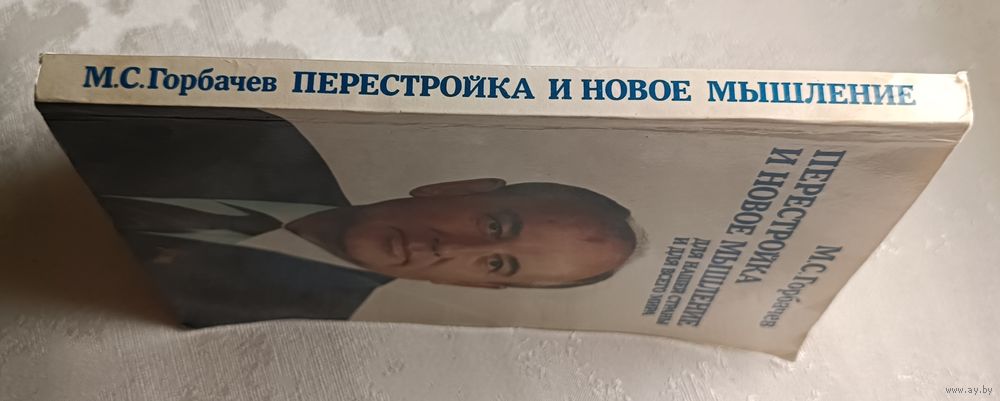 М.С.Горбачев ПЕРЕСТРОЙКА И НОВОЕ МЫШЛЕНИЕ
М.С.Горбачев
ПЕРЕСТРОЙКА
И НОВОЕ МЫШЛЕНИЕ
ДЛЯ НАШЕЙ СТРАНЫ
И ДЛЯ ВСЕГО МИРА
www.ay.by